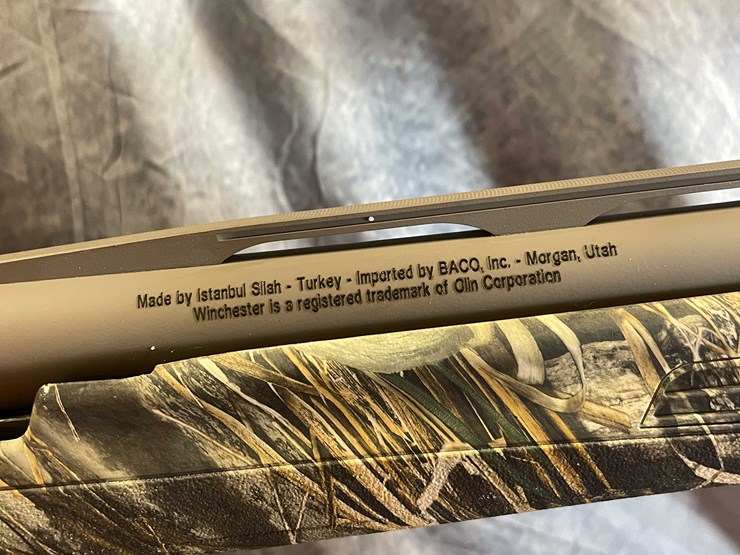 Made by Istanbul Silah - Turkey - Imported by BACO, Inc. - Morgan, Utah
Winchester is a registered trademark of Olin Corporation